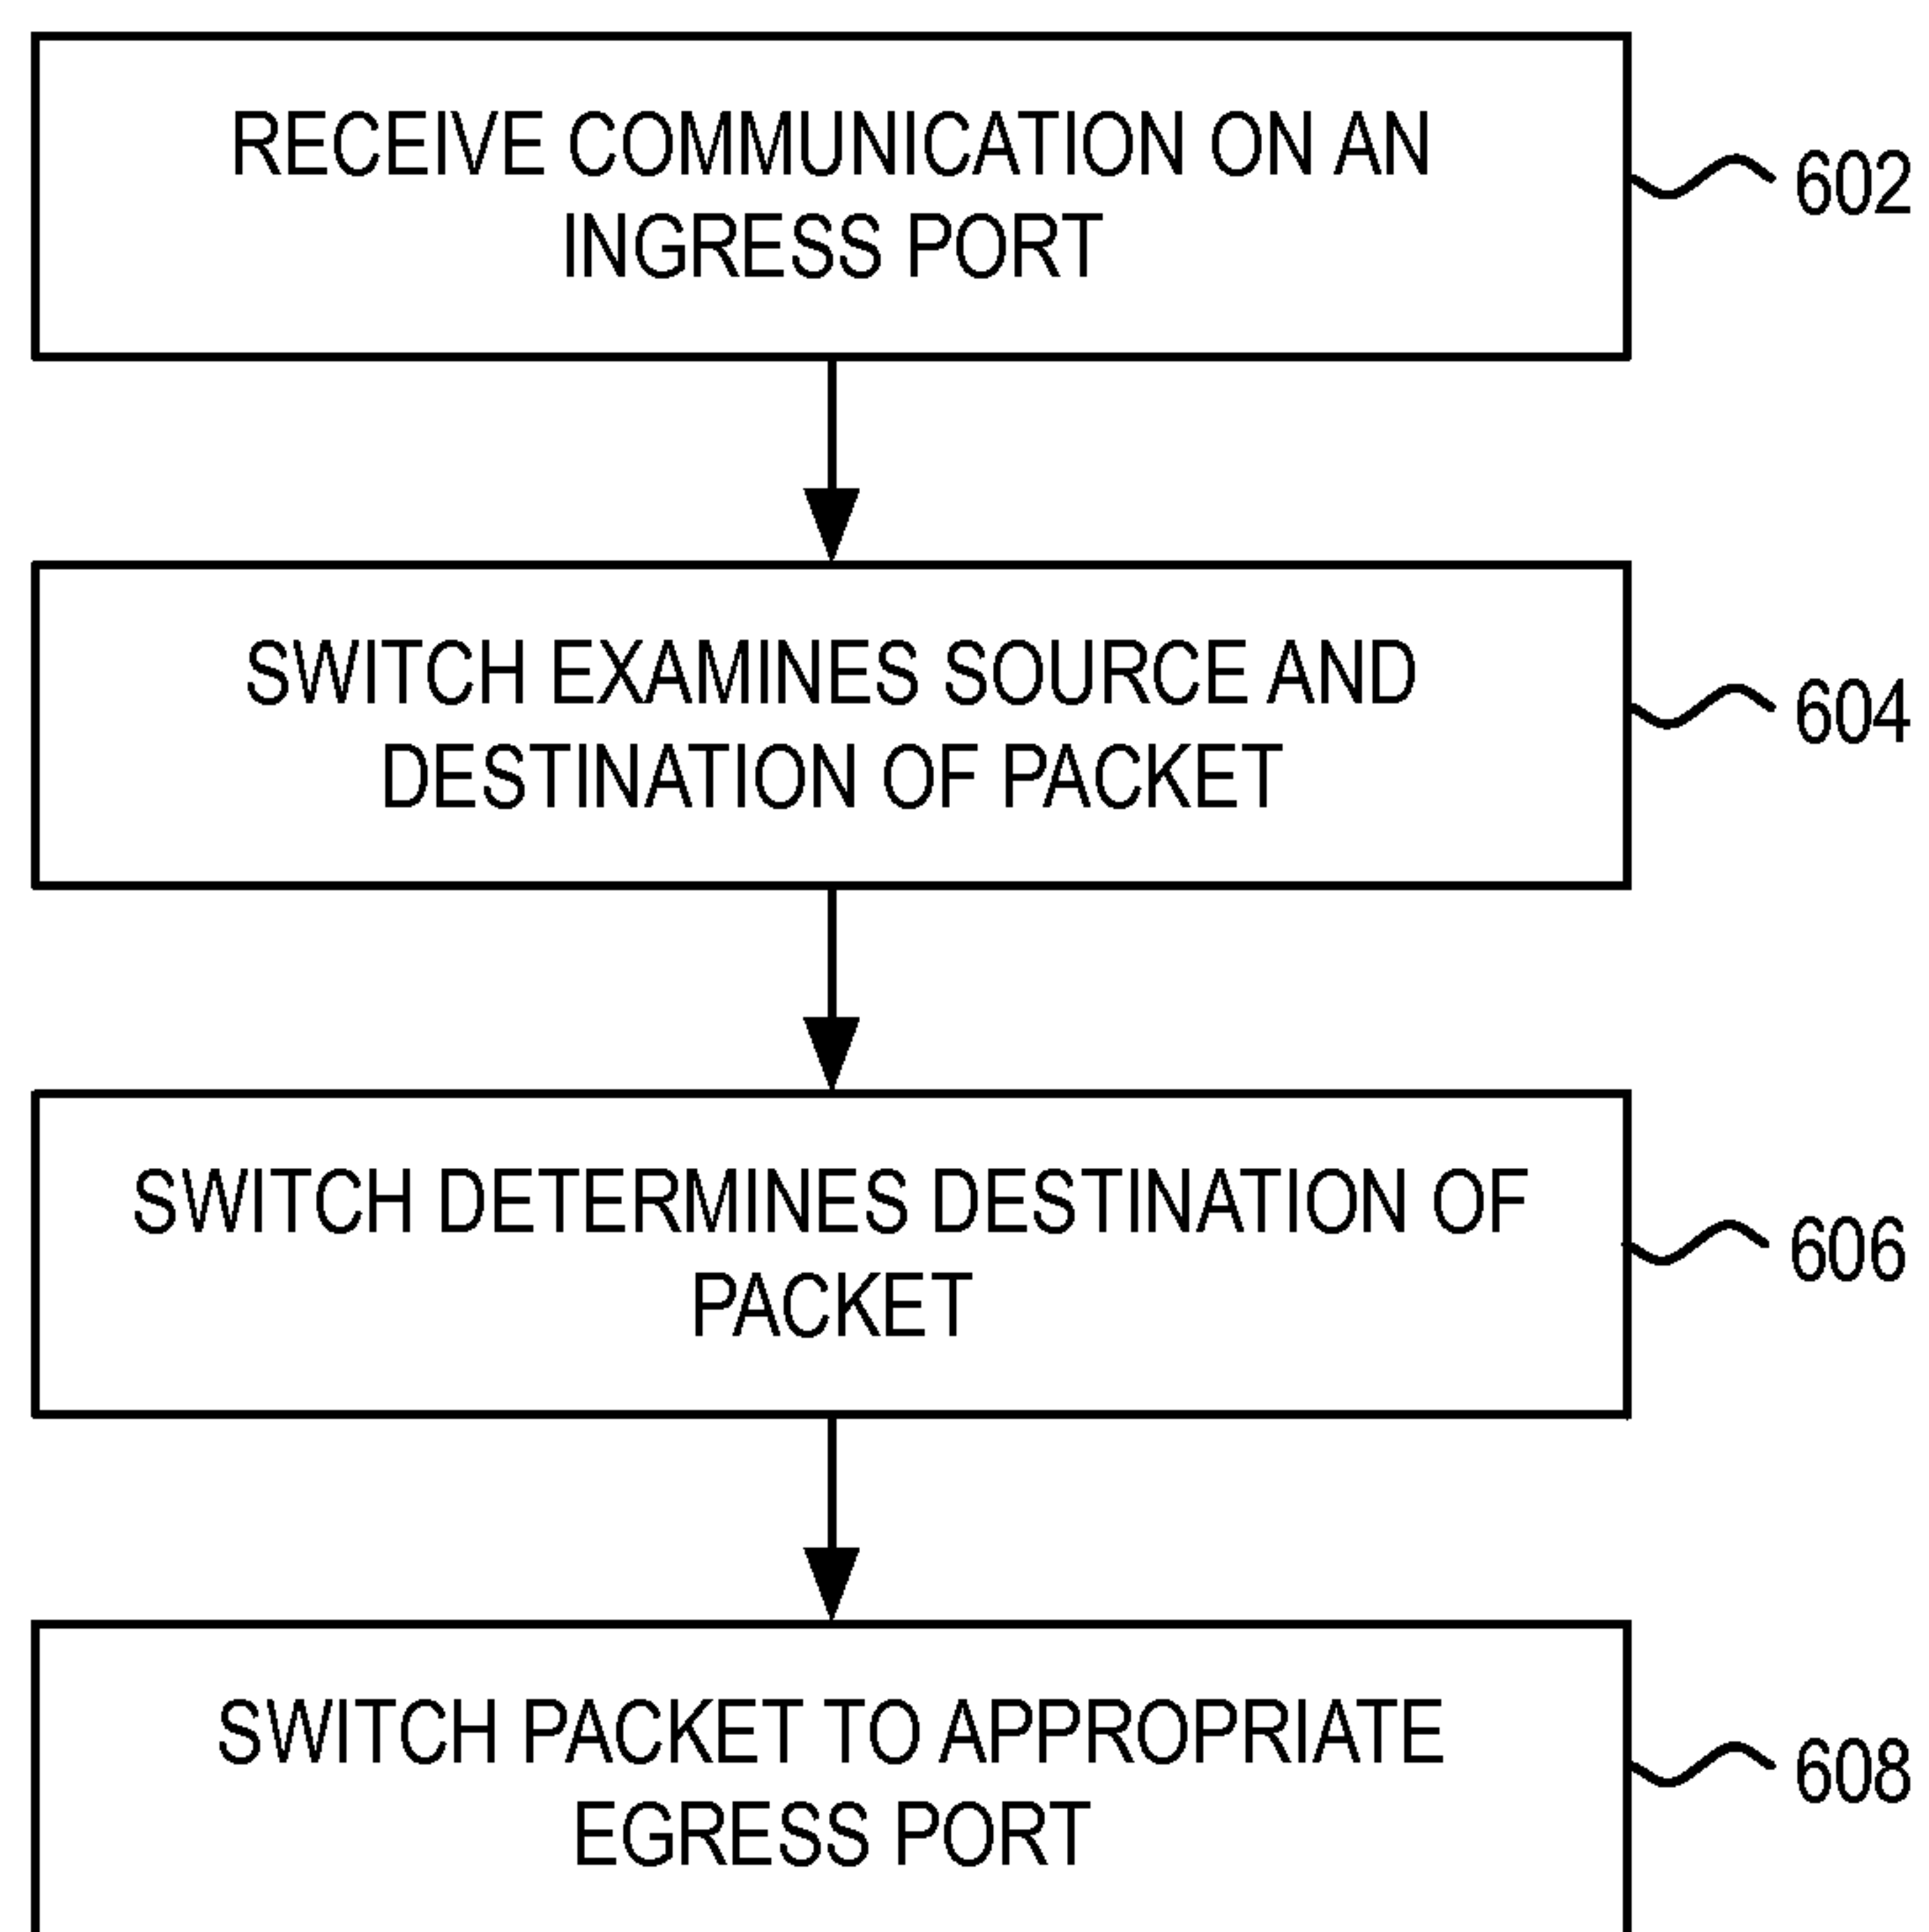 RECEIVE COMMUNICATION ON AN
INGRESS PORT
602
SWITCH EXAMINES SOURCE AND
DESTINATION OF PACKET
604
SWITCH DETERMINES DESTINATION OF
PACKET
606
SWITCH PACKET TO APPROPRIATE
EGRESS PORT
608